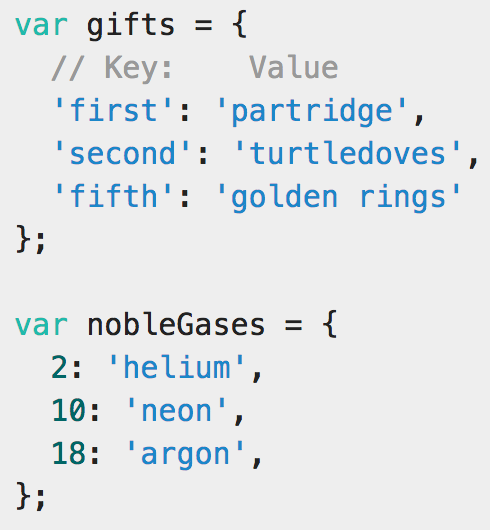 var gifts = {
  // Key:    Value
  'first': 'partridge',
  'second': 'turtledoves',
  'fifth': 'golden rings'
};

var nobleGases = {
  2: 'helium',
  10: 'neon',
  18: 'argon',
};